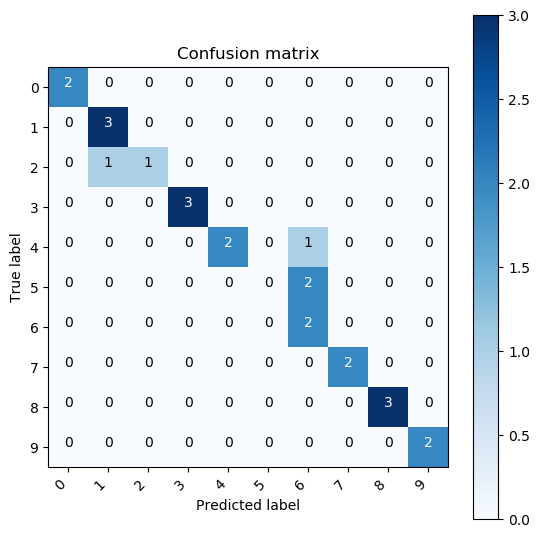 Confusion matrix
0 2 0 0 0 0 0 0 0 0 0
1 0 3 0 0 0 0 0 0 0 0
2 0 1 1 0 0 0 0 0 0 0
3 0 0 0 3 0 0 0 0 0 0
4 0 0 0 0 2 0 1 0 0 0
5 0 0 0 0 0 0 2 0 0 0
6 0 0 0 0 0 0 2 0 0 0
7 0 0 0 0 0 0 0 2 0 0
8 0 0 0 0 0 0 0 0 3 0
9 0 0 0 0 0 0 0 0 0 2
0 1 2 3 4 5 6 7 8 9
True label
Predicted label
3.0
2.5
2.0
1.5
1.0
0.5
0.0